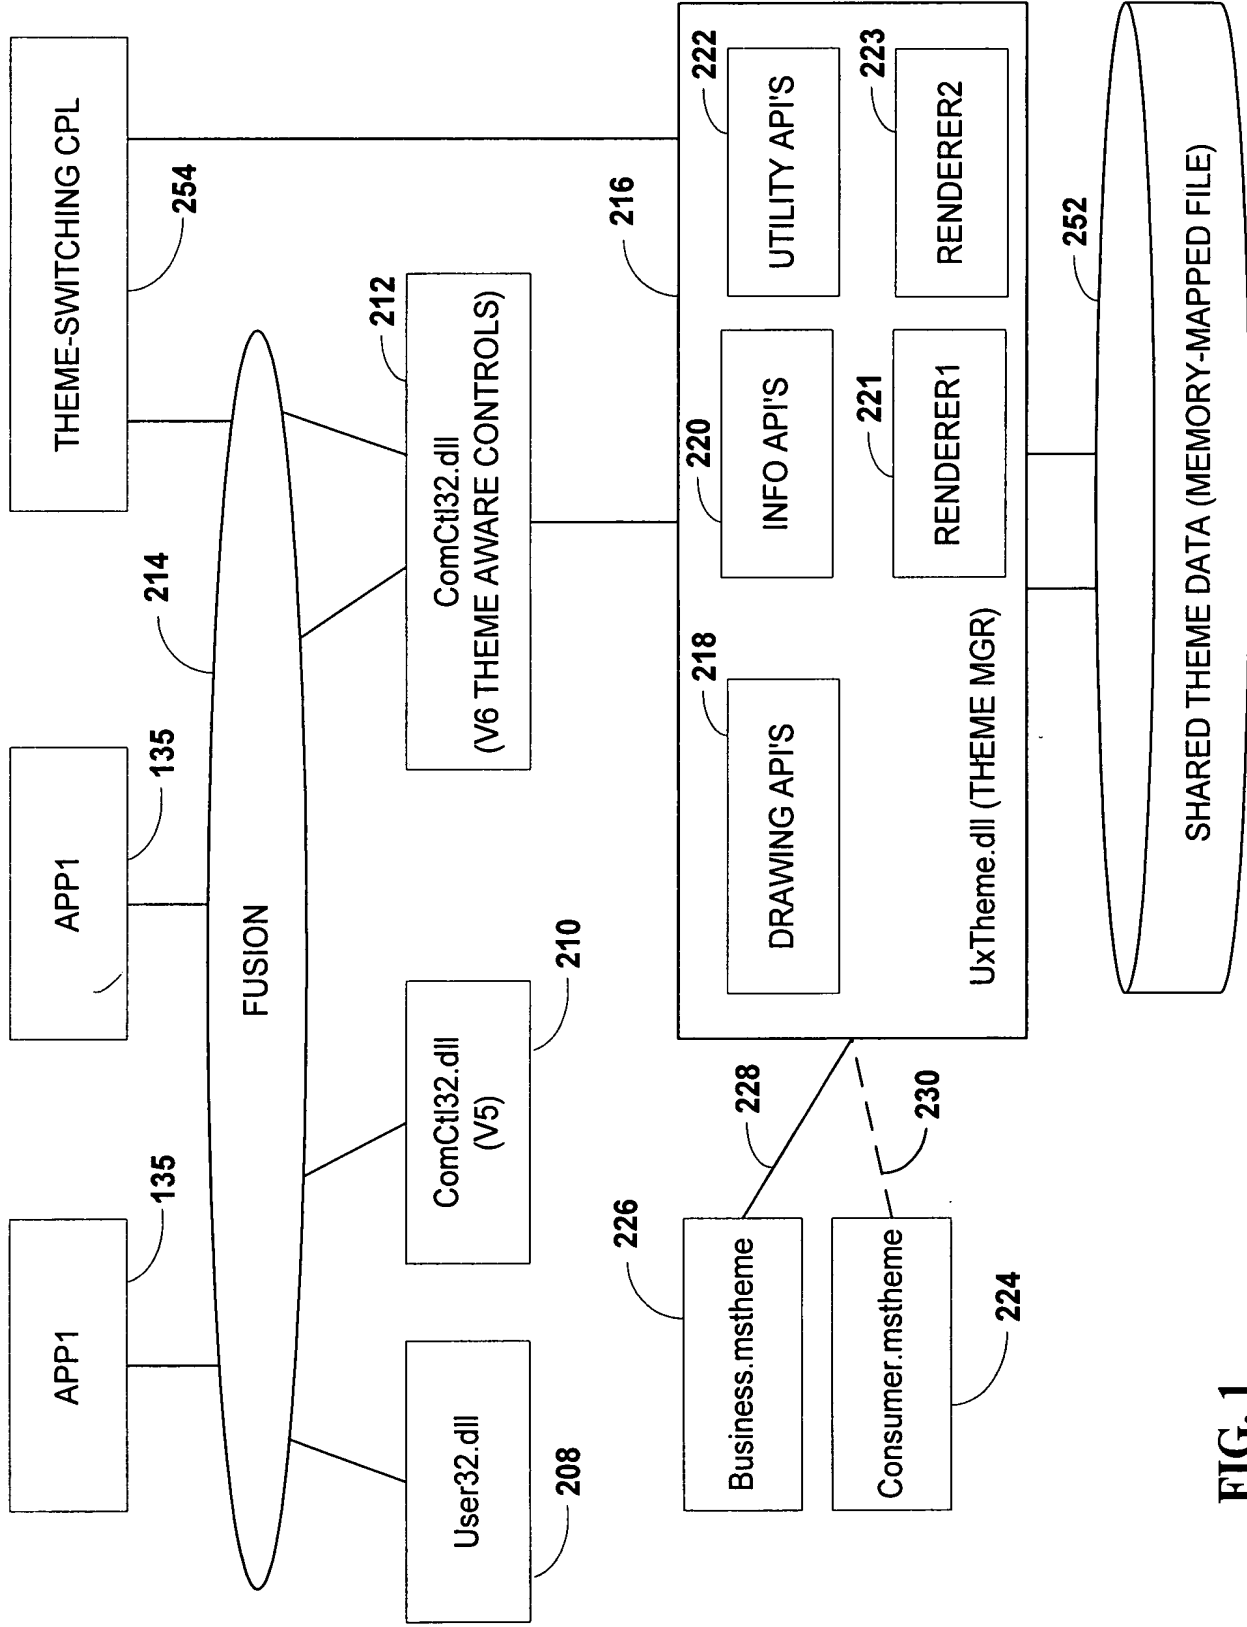 APP1
135
APP1
135
THEME-SWITCHING CPL
254
214
FUSION
User32.dll
208
ComCtl32.dll
(V5)
210
ComCtl32.dll
(V6 THEME AWARE CONTROLS)
212
216
Business.mstheme
226
228
Consumer.mstheme
224
230
DRAWING API'S
218
INFO API'S
220
UTILITY API'S
222
RENDERER1
221
RENDERER2
223
UxTheme.dll (THEME MGR)
252
SHARED THEME DATA (MEMORY-MAPPED FILE)
FIG. 1